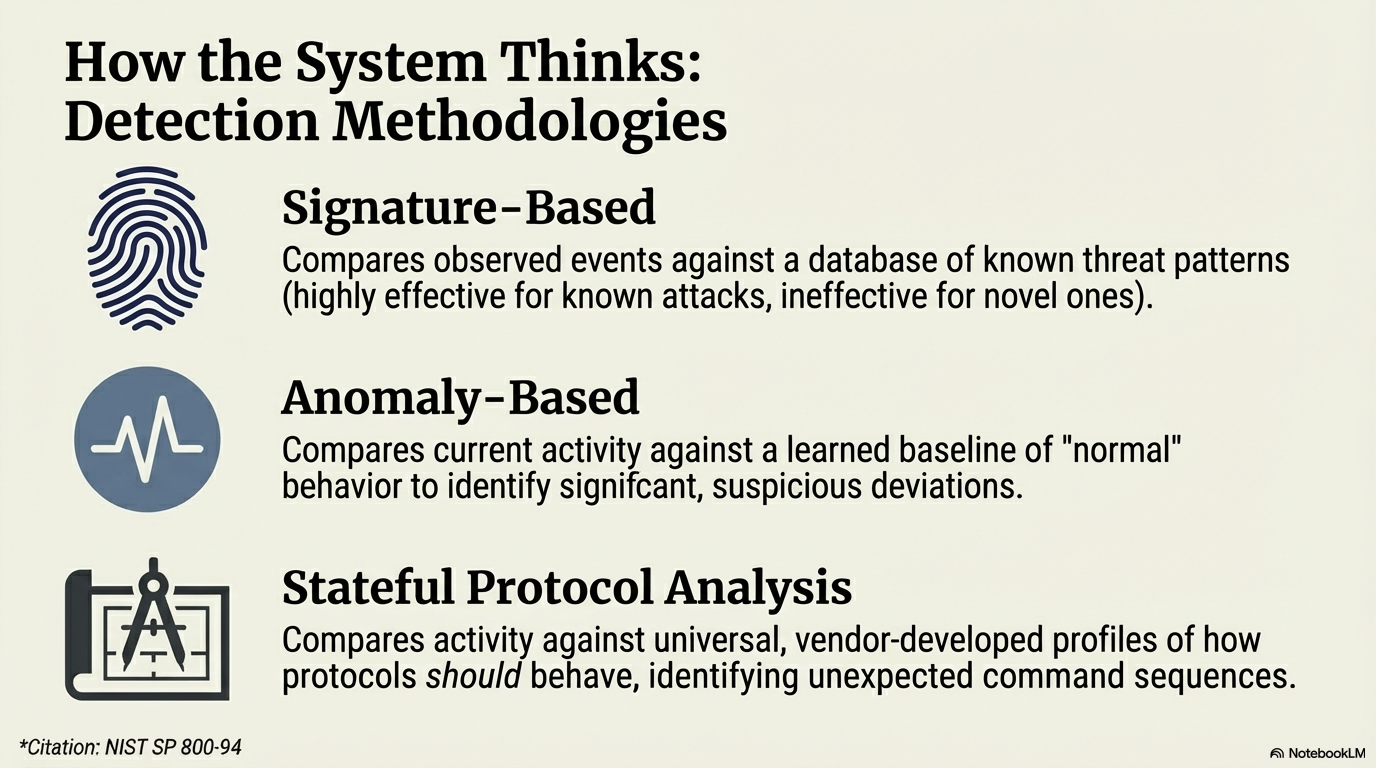 How the System Thinks:
Detection Methodologies
Signature-Based
Compares observed events against a database of known threat patterns
(highly effective for known attacks, ineffective for novel ones).
Anomaly-Based
Compares current activity against a learned baseline of "normal"
behavior to identify signifcant, suspicious deviations.
Stateful Protocol Analysis
Compares activity against universal, vendor-developed profiles of how
protocols should behave, identifying unexpected command sequences.
*Citation: NIST SP 800-94
NotebookLM